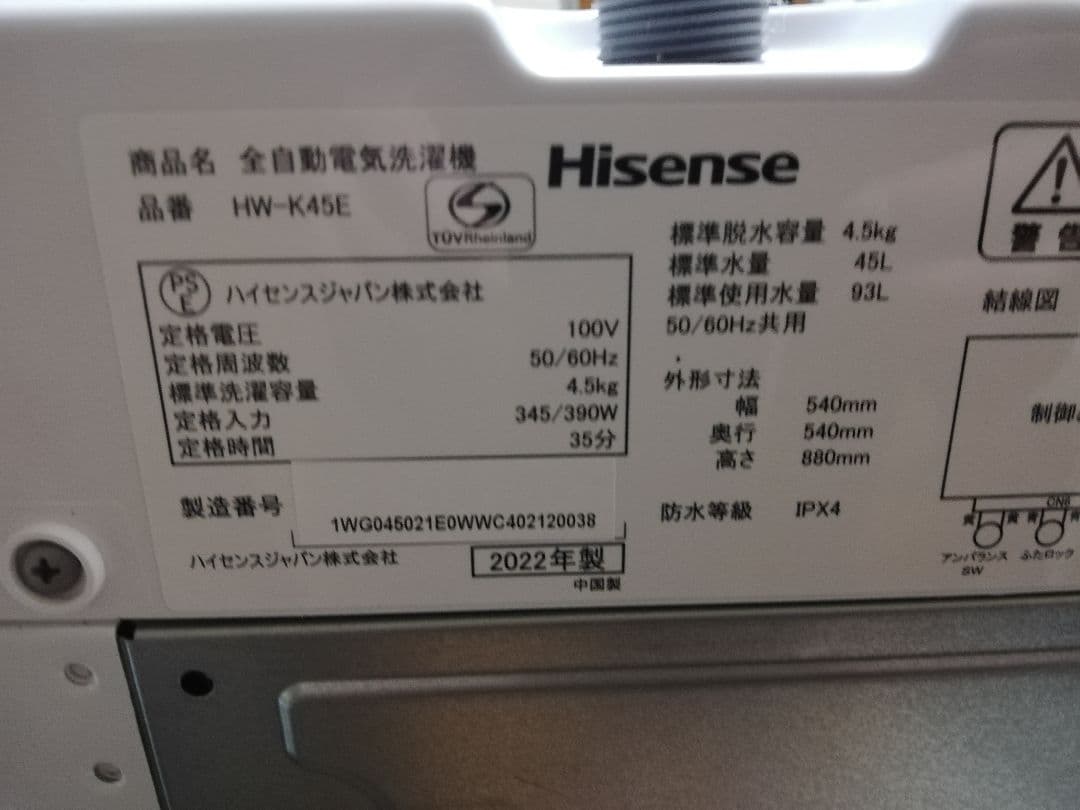 商品名 全自動電気洗濯機
品番 HW-K45E
TÜVRheinland
Hisense
PS
E
ハイセンスジャパン株式会社
定格電圧 100V
定格周波数 50/60Hz
標準洗濯容量 4.5kg
定格入力 345/390W
定格時間 35分
製造番号 1WG045021E0WWC402120038
ハイセンスジャパン株式会社 2022年製
中国製
標準脱水容量 4.5kg
標準水量 45L
標準使用水量 93L
50/60Hz共用
外形寸法
幅 540mm
奥行 540mm
高さ 880mm
防水等級 IPX4
警告
結線図
制御
CN6
アンバランス
SW
ふたロック